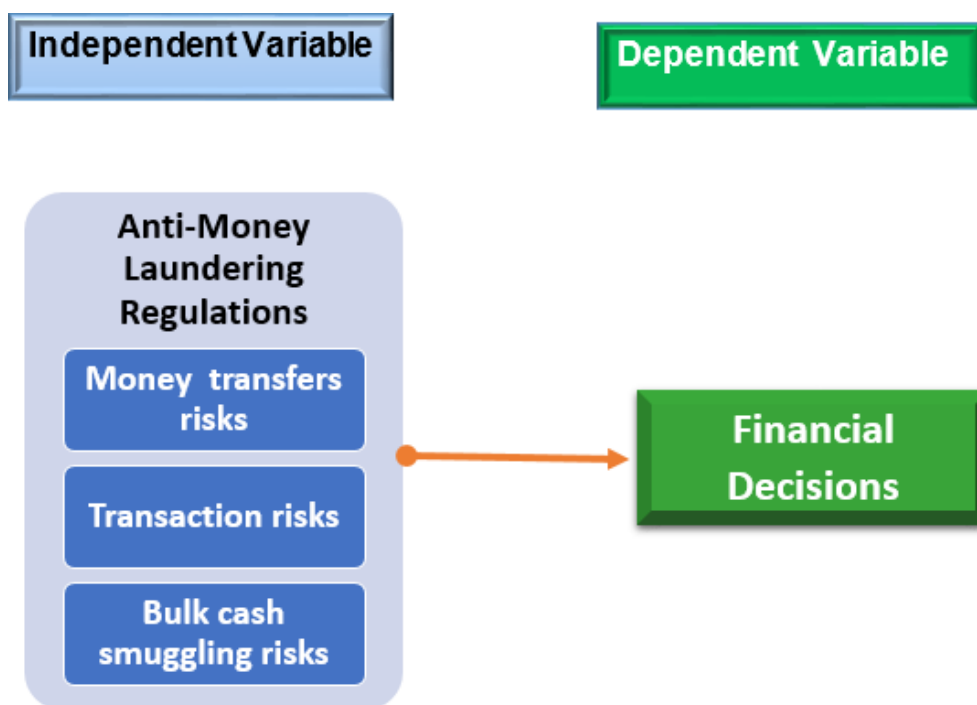 Independent Variable
Dependent Variable
Anti-Money
Laundering
Regulations
Money transfers
risks
Transaction risks
Bulk cash
smuggling risks
Financial
Decisions